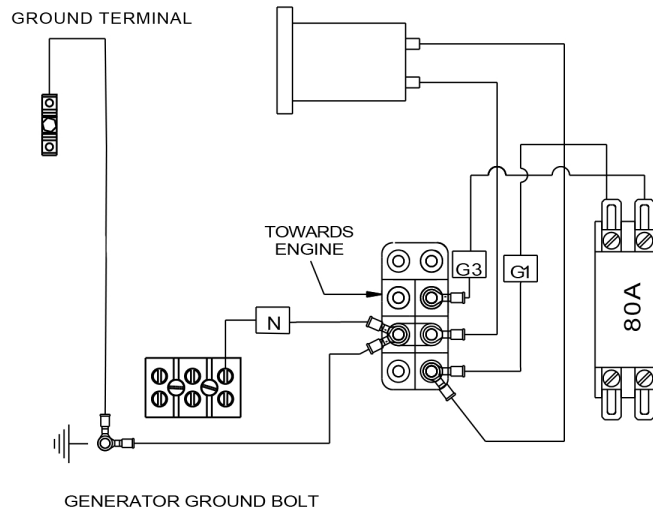 GROUND TERMINAL
TOWARDS
ENGINE
G3
G1
N
80A
GENERATOR GROUND BOLT